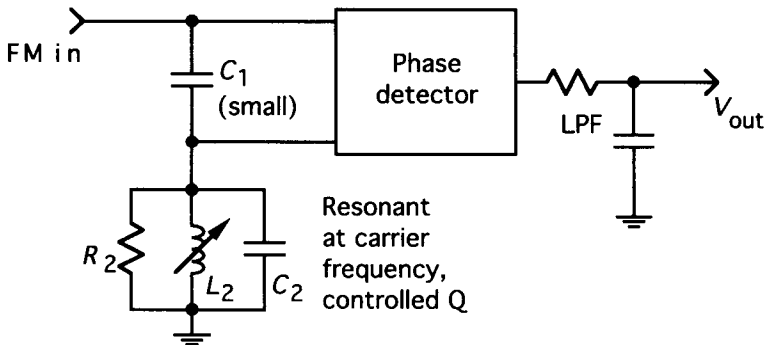 FM in
C1
(small)
Phase
detector
LPF
Vout
R2
L2
C2
Resonant
at carrier
frequency,
controlled Q